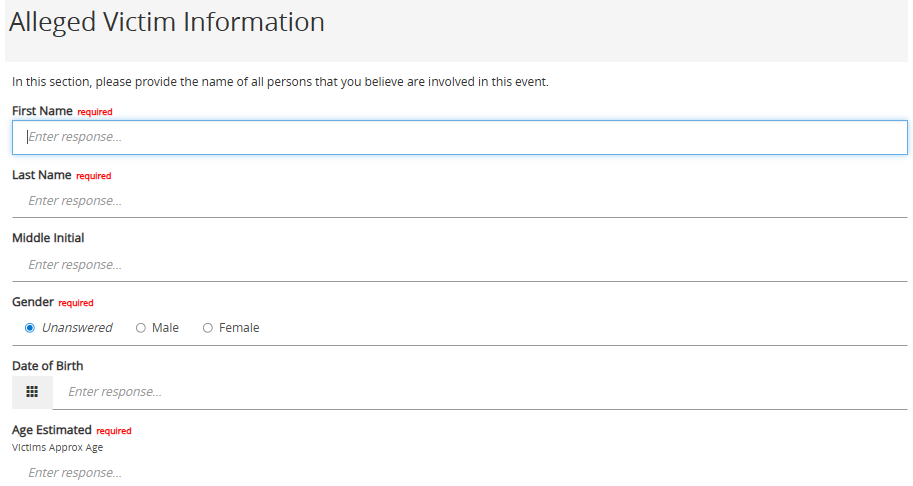 Alleged Victim Information
In this section, please provide the name of all persons that you believe are involved in this event.
First Name required
Enter response...
Last Name required
Enter response...
Middle Initial
Enter response...
Gender required
Unanswered Male Female
Date of Birth
Enter response...
Age Estimated required
Victims Approx Age
Enter response...